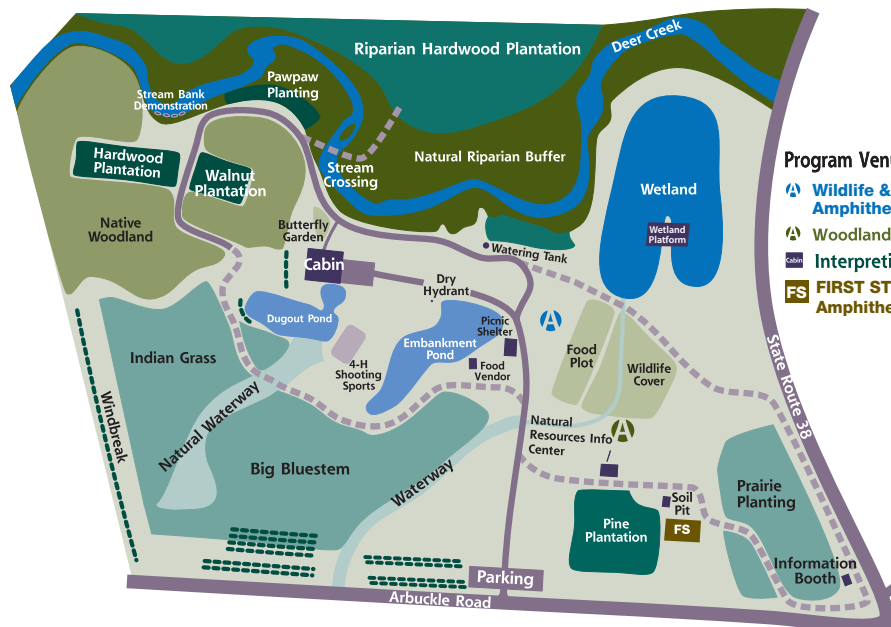 Riparian Hardwood Plantation
Deer Creek
Pawpaw
Planting
Stream Bank
Demonstration
Natural Riparian Buffer
Stream
Crossing
Hardwood
Plantation
Walnut
Plantation
Wetland
Wetland
Platform
Program Venu
A Wildlife &
Amphithe
A Woodland
Cabin Interpreti
FS FIRST ST
Amphithe
Native
Woodland
Butterfly
Garden
Cabin
Watering Tank
Dry
Hydrant
Dugout Pond
Picnic
Shelter
A
Embankment
Pond
4-H
Shooting
Sports
Food
Vendor
Food
Plot
Wildlife
Cover
State Route 38
Indian Grass
Windbreak
Natural Waterway
Big Bluestem
Waterway
Natural
Resources Info
Center
A
Prairie
Planting
Soil
Pit
FS
Pine
Plantation
Information
Booth
Parking
Arbuckle Road